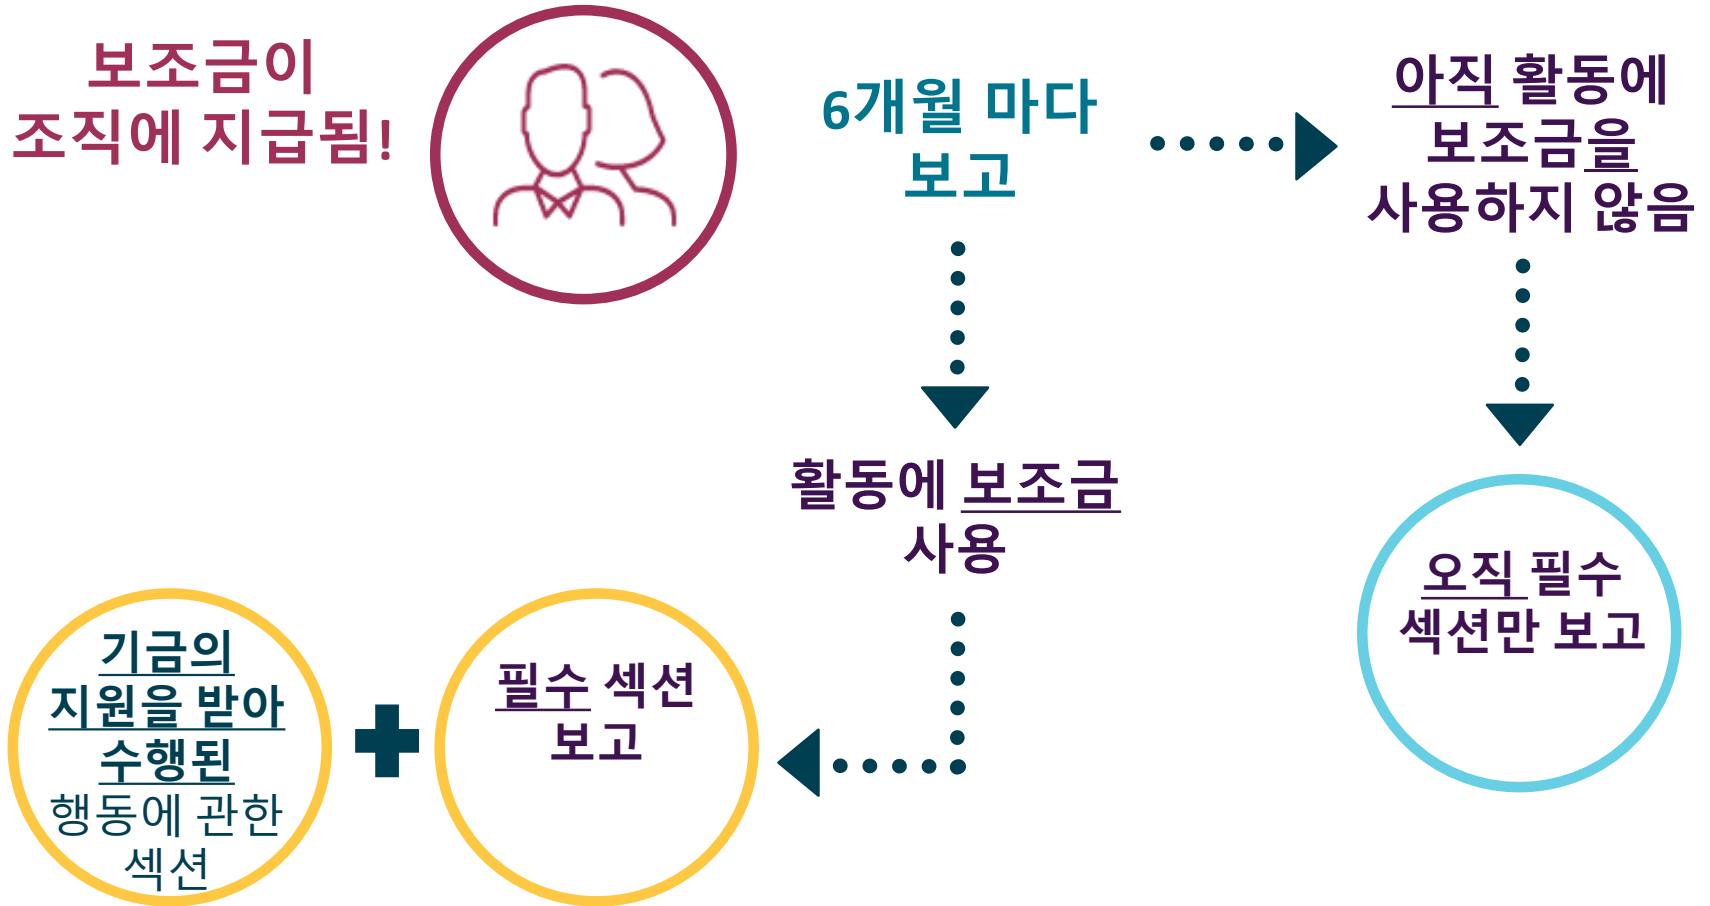 보조금이
조직에 지급됨!
6개월 마다
보고
아직 활동에
보조금을
사용하지 않음
활동에 보조금
사용
오직 필수
섹션만 보고
기금의
지원을 받아
수행된
행동에 관한
섹션
필수 섹션
보고